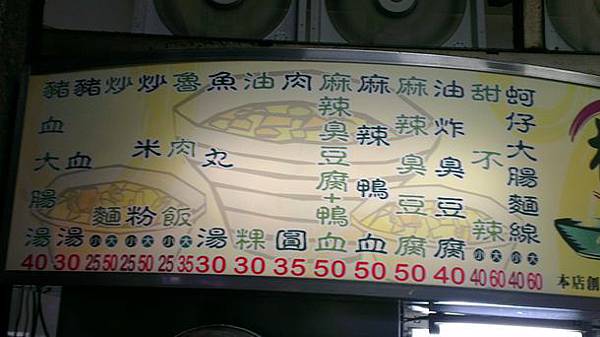 蚵仔大腸麵線 小 大 40 60
甜不辣 小 大 40 60
油炸臭豆腐 40
麻辣臭豆腐 50
麻辣鴨血 50
麻辣臭豆腐+鴨血 50
肉圓 35
油粿 30
魚丸湯 30
魯肉飯 小 大 25 35
炒米粉 小 大 25 50
炒麵 小 大 25 50
豬血湯 30
豬血大腸湯 40
本店創